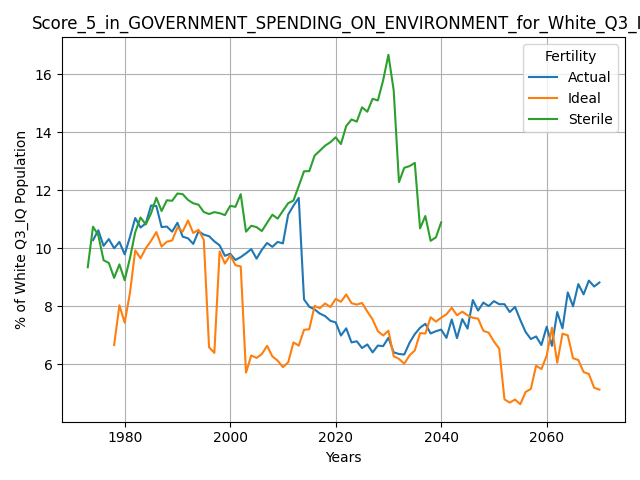 Score_5_in_GOVERNMENT_SPENDING_ON_ENVIRONMENT_for_White_Q3_I
Fertility
Actual
Ideal
Sterile
% of White Q3_IQ Population
16
14
12
10
8
6
1980
2000
2020
2040
2060
Years